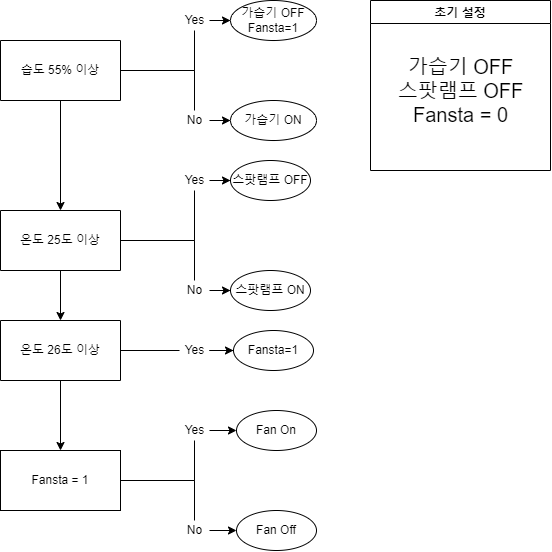 초기 설정
가습기 OFF
스팟램프 OFF
Fansta = 0
습도 55% 이상
Yes
가습기 OFF
Fansta=1
No
가습기 ON
온도 25도 이상
Yes
스팟램프 OFF
No
스팟램프 ON
온도 26도 이상
Yes
Fansta=1
Fansta = 1
Yes
Fan On
No
Fan Off